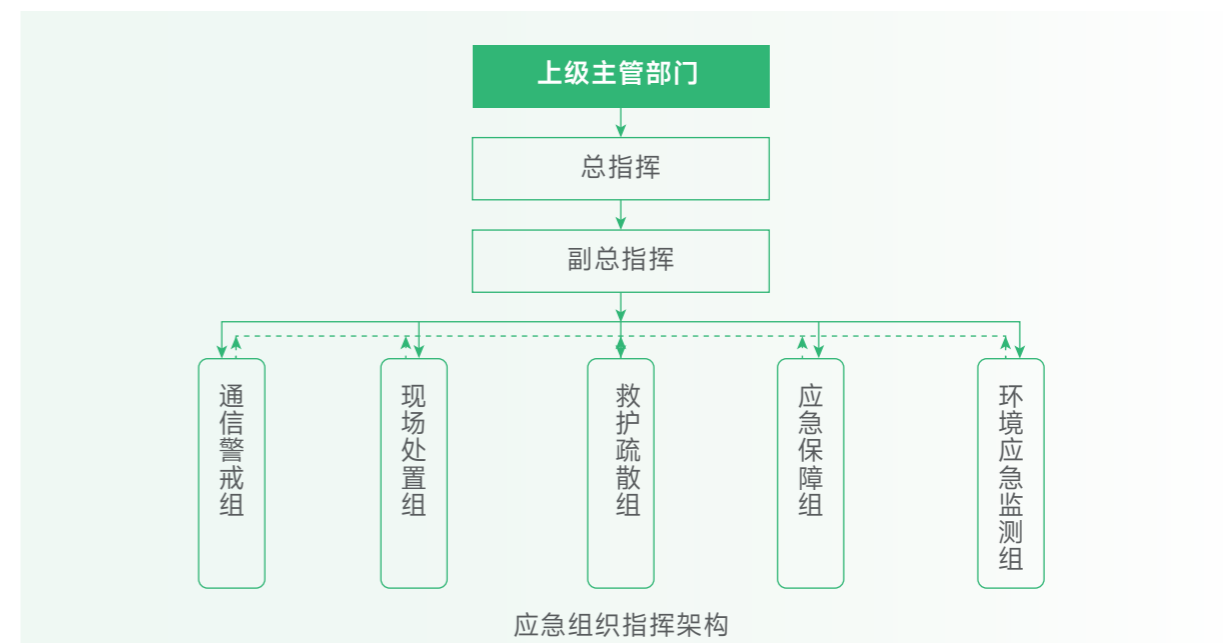 上级主管部门
总指挥
副总指挥
通信警戒组
现场处置组
救护疏散组
应急保障组
环境应急监测组
应急组织指挥架构